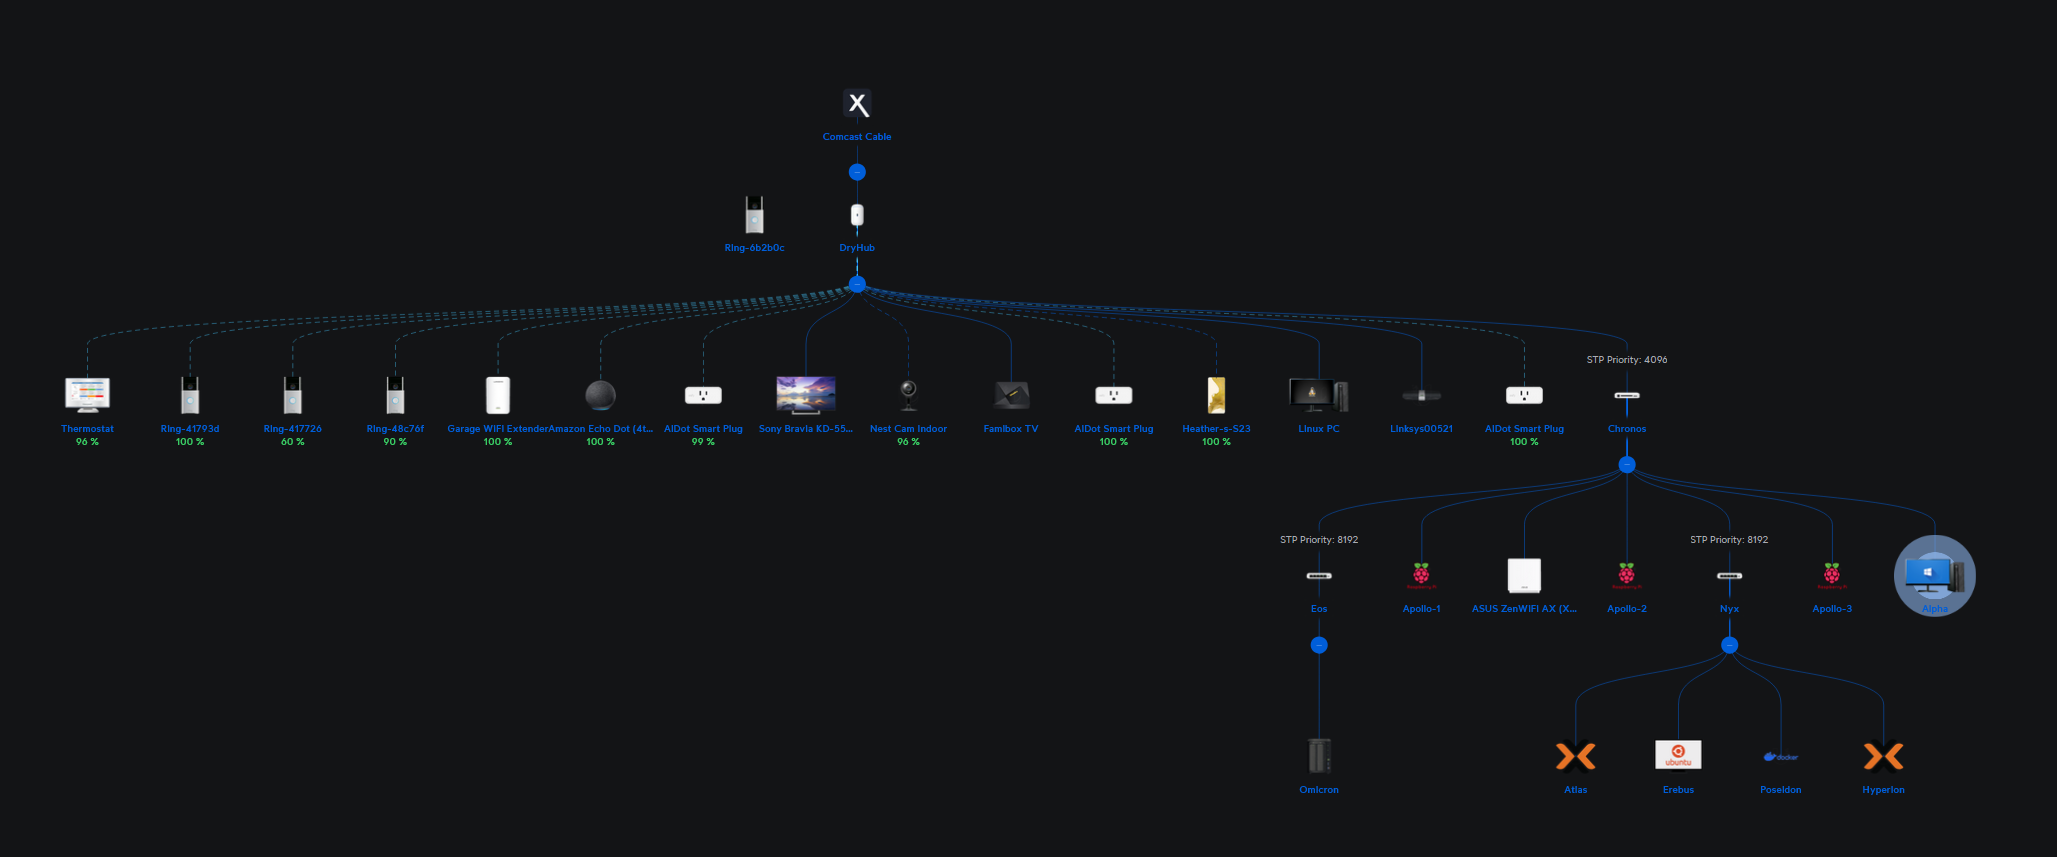 X
Comcast Cable
Ring-6b2b0c
DryHub
STP Priority: 4096
Thermostat
96 %
Ring-41793d
100 %
Ring-417726
60 %
Ring-48c76f
90 %
Garage WIFI Extender
100 %
Amazon Echo Dot (4t...
100 %
AiDot Smart Plug
99 %
Sony Bravia KD-55...
Nest Cam Indoor
96 %
Famibox TV
AiDot Smart Plug
100 %
Heather-s-S23
100 %
Linux PC
Linksys00521
AiDot Smart Plug
100 %
Chronos
STP Priority: 8192
STP Priority: 8192
Eos
Apollo-1
ASUS ZenWiFi AX (X...
Apollo-2
Nyx
Apollo-3
Alpha
ubuntu
docker
Omicron
Atlas
Erebus
Poseidon
Hyperion